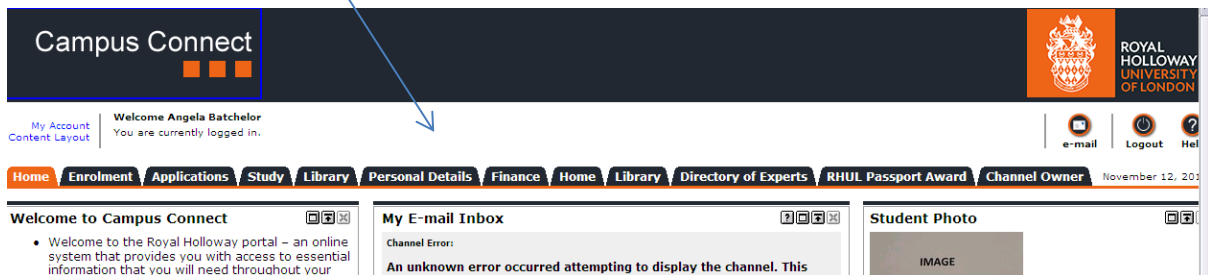 Campus Connect
ROYAL
HOLLOWAY
UNIVERSITY
OF LONDON
My Account
Content Layout
Welcome Angela Batchelor
You are currently logged in.
e-mail
Logout
Hel
Home Enrolment Applications Study Library Personal Details Finance Home Library Directory of Experts RHUL Passport Award Channel Owner November 12, 201
Welcome to Campus Connect
• Welcome to the Royal Holloway portal – an online
system that provides you with access to essential
information that you will need throughout your
My E-mail Inbox
Channel Error:
An unknown error occurred attempting to display the channel. This
Student Photo
IMAGE